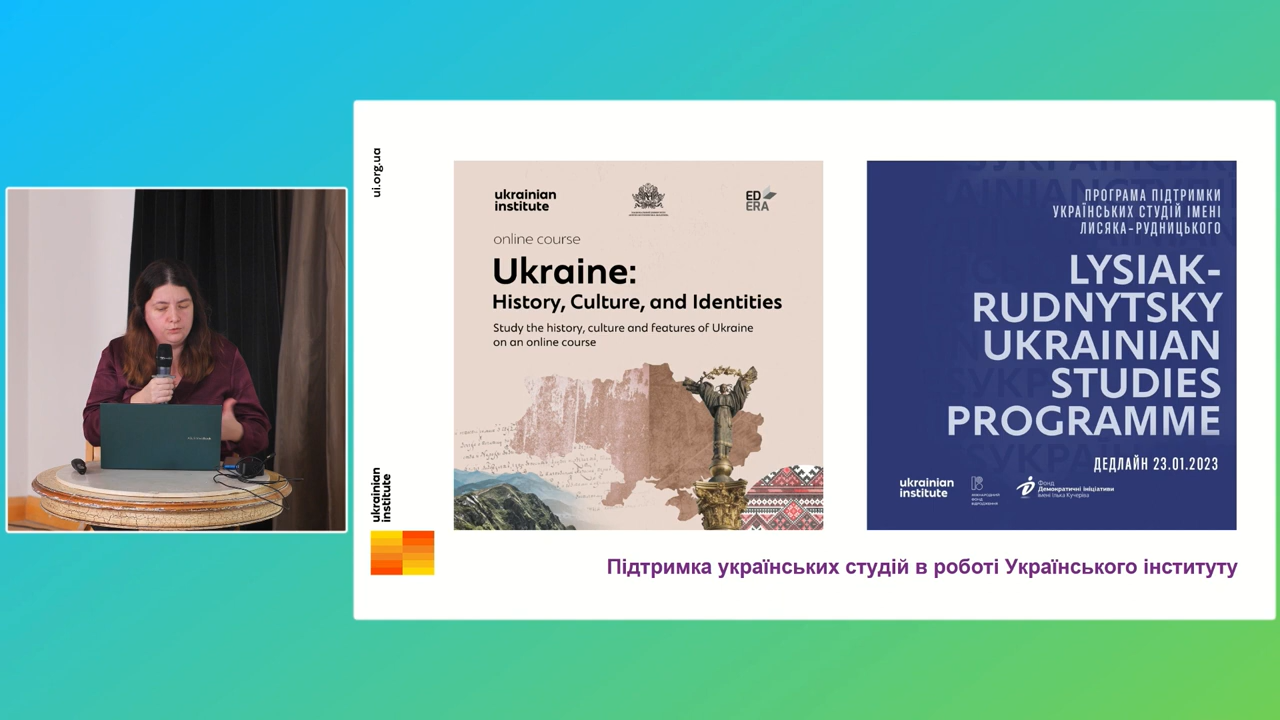 ui.org.ua
ukrainian
institute
ukrainian
institute
ED
ERA
online course
Ukraine:
History, Culture, and Identities
Study the history, culture and features of Ukraine
on an online course
ПРОГРАМА ПІДТРИМКИ
УКРАЇНСЬКИХ СТУДІЙ ІМЕНІ
ЛИСЯКА-РУДНИЦЬКОГО
LYSIAK-
RUDNYTSKY
UKRAINIAN
STUDIES
PROGRAMME
ДЕДЛАЙН 23.01.2023
ukrainian
institute
МІЖНАРОДНИЙ
ФОНД
ВІДРОДЖЕННЯ
Фонд
Демократичні ініціативи
імені Ілька Кучеріва
Підтримка українських студій в роботі Українського інституту